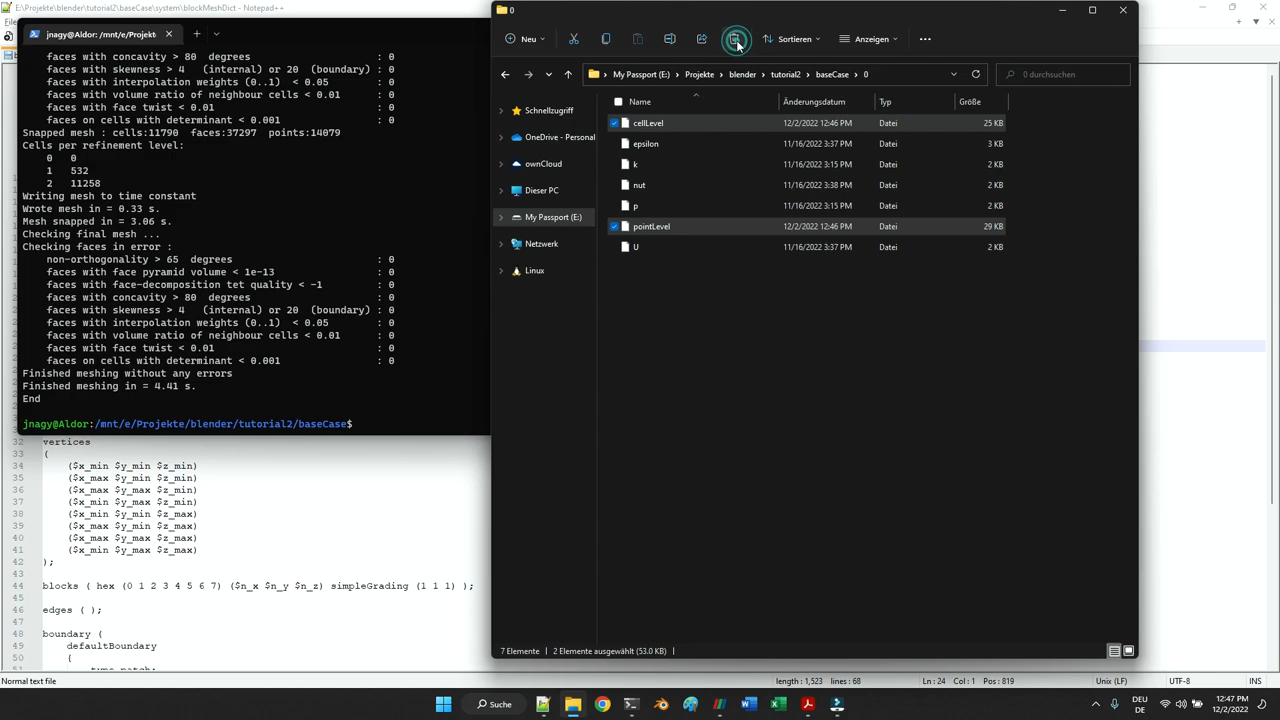 E:\Projekte\blender\tutorial2\baseCase\system\blockMeshDict - Notepad++
jnagy@Aldor: /mnt/e/Projekt
faces with concavity > 80  degrees : 0
faces with skewness > 4   (internal) or 20  (boundary) : 0
faces with interpolation weights (0..1)  < 0.05 : 0
faces with volume ratio of neighbour cells < 0.01 : 0
faces with face twist < 0.01 : 0
faces on cells with determinant < 0.001 : 0
Snapped mesh : cells:11790  faces:37297  points:14079
Cells per refinement level:
0   0
1   532
2   11258
Writing mesh to time constant
Wrote mesh in = 0.33 s.
Mesh snapped in = 3.06 s.
Checking final mesh ...
Checking faces in error :
non-orthogonality > 65  degrees : 0
faces with face pyramid volume < 1e-13 : 0
faces with face-decomposition tet quality < -1 : 0
faces with concavity > 80  degrees : 0
faces with skewness > 4   (internal) or 20  (boundary) : 0
faces with interpolation weights (0..1)  < 0.05 : 0
faces with volume ratio of neighbour cells < 0.01 : 0
faces with face twist < 0.01 : 0
faces on cells with determinant < 0.001 : 0
Finished meshing without any errors
Finished meshing in = 4.41 s.
End
jnagy@Aldor:/mnt/e/Projekte/blender/tutorial2/baseCase$
32 vertices
33 (
34 ($x_min $y_min $z_min)
35 ($x_max $y_min $z_min)
36 ($x_max $y_max $z_min)
37 ($x_min $y_max $z_min)
38 ($x_min $y_min $z_max)
39 ($x_max $y_min $z_max)
40 ($x_max $y_max $z_max)
41 ($x_min $y_max $z_max)
42 );
43
44 blocks ( hex (0 1 2 3 4 5 6 7) ($n_x $n_y $n_z) simpleGrading (1 1 1) );
45
46 edges ( );
47
48 boundary (
49 defaultBoundary
50 {
51 type patch;
0
Neu
Sortieren
Anzeigen
My Passport (E:) > Projekte > blender > tutorial2 > baseCase > 0
0 durchsuchen
Schnellzugriff
OneDrive - Personal
ownCloud
Dieser PC
My Passport (E:)
Netzwerk
Linux
Name Änderungsdatum Typ Größe
cellLevel 12/2/2022 12:46 PM Datei 25 KB
epsilon 11/16/2022 3:37 PM Datei 3 KB
k 11/16/2022 3:15 PM Datei 2 KB
nut 11/16/2022 3:38 PM Datei 2 KB
p 11/16/2022 3:15 PM Datei 2 KB
pointLevel 12/2/2022 12:46 PM Datei 29 KB
U 11/16/2022 3:37 PM Datei 2 KB
7 Elemente 2 Elemente ausgewählt (53.0 KB)
Normal text file length : 1,523 lines : 68 Ln : 24 Col : 1 Pos : 819 Unix (LF) UTF-8 INS
Suche
DEU
DE
12:47 PM
12/2/2022